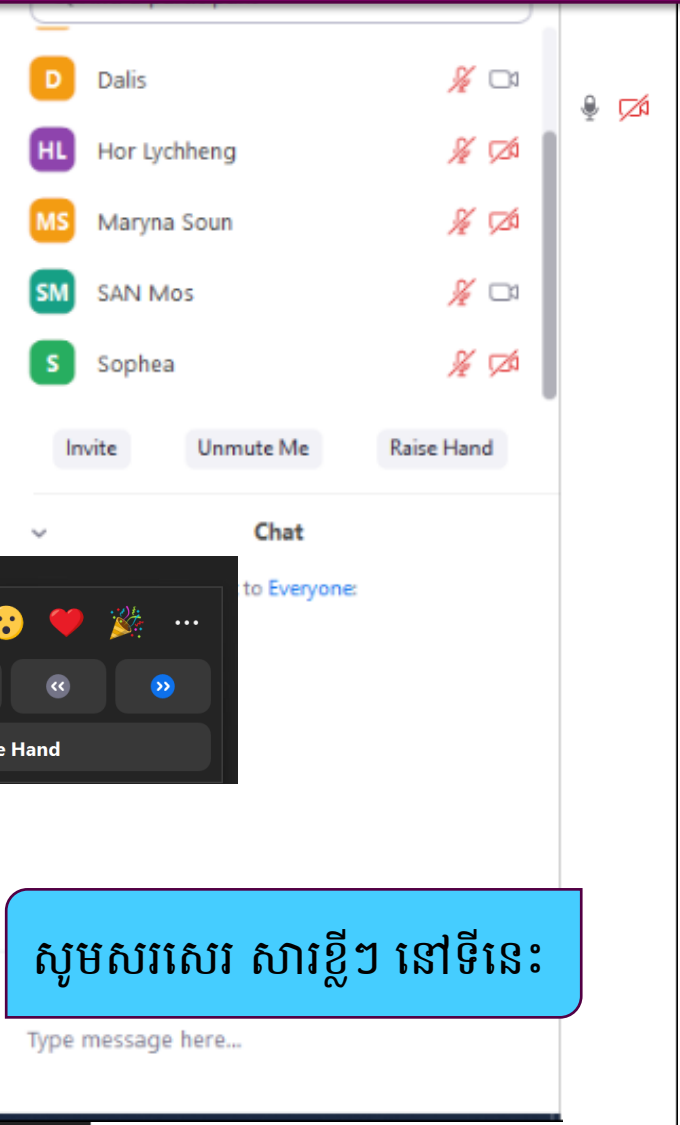 D Dalis
HL Hor Lychheng
MS Maryna Soun
SM SAN Mos
S Sophea
Invite Unmute Me Raise Hand
Chat
to Everyone:
Hand
សូមសរសេរ សារខ្លីៗ នៅទីនេះ
Type message here...